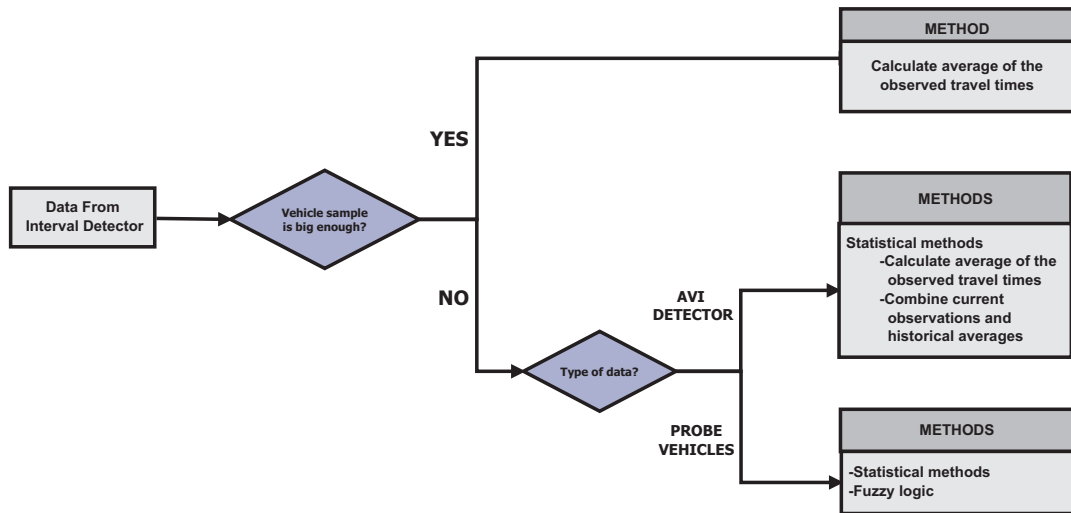 METHOD
Calculate average of the
observed travel times
YES
Data From
Interval Detector
Vehicle sample
is big enough?
NO
METHODS
Statistical methods
-Calculate average of the
observed travel times
-Combine current
observations and
historical averages
AVI
DETECTOR
Type of data?
PROBE
VEHICLES
METHODS
-Statistical methods
-Fuzzy logic